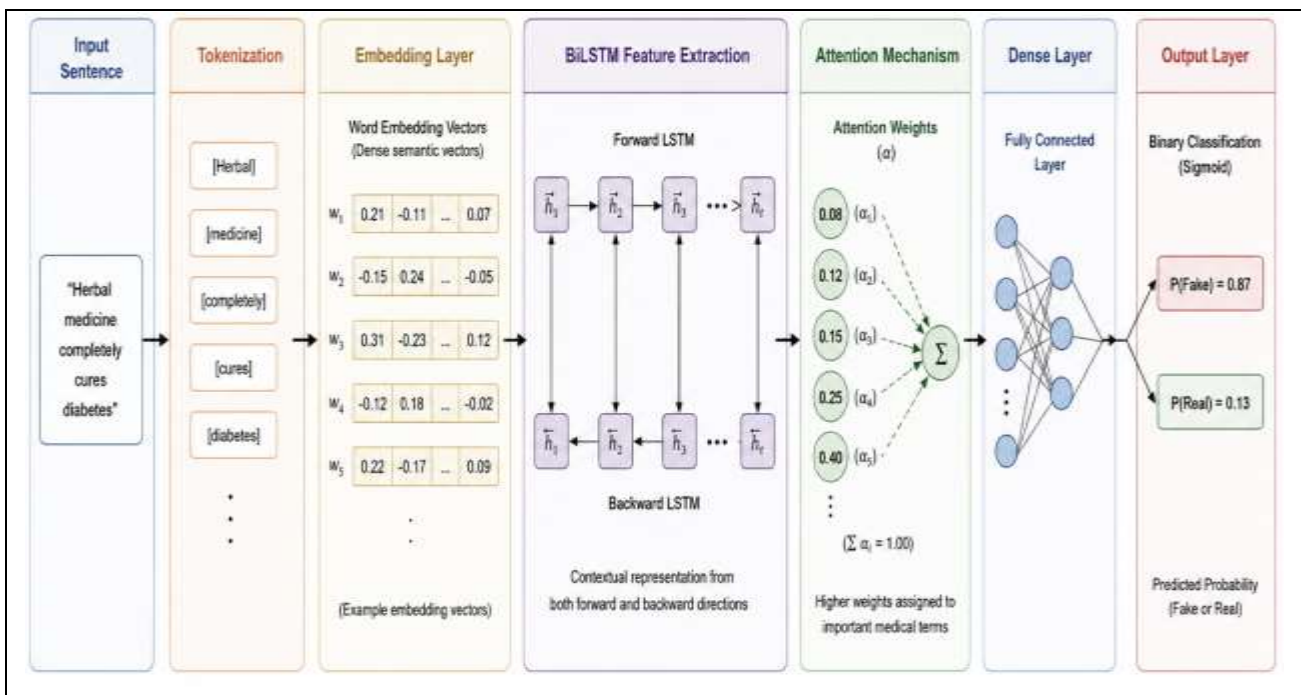 Input
Sentence
"Herbal
medicine
completely
cures
diabetes"
Tokenization
[Herbal]
[medicine]
[completely]
[cures]
[diabetes]
Embedding Layer
Word Embedding Vectors
(Dense semantic vectors)
w₁ 0.21 -0.11 ... 0.07
w₂ -0.15 0.24 ... -0.05
w₃ 0.31 -0.23 ... 0.12
w₄ -0.12 0.18 ... -0.02
w₅ 0.22 -0.17 ... 0.09
(Example embedding vectors)
BiLSTM Feature Extraction
Forward LSTM
h⃗₁ h⃗₂ h⃗₃ ••• h⃗ₜ
h⃖₁ h⃖₂ h⃖₃ ••• h⃖ₜ
Backward LSTM
Contextual representation from
both forward and backward directions
Attention Mechanism
Attention Weights
(α)
0.08 (α₁)
0.12 (α₂)
0.15 (α₃)
0.25 (α₄)
0.40 (α₅)
Σ
(Σ αᵢ = 1.00)
Higher weights assigned to
important medical terms
Dense Layer
Fully Connected
Layer
Output Layer
Binary Classification
(Sigmoid)
P(Fake) = 0.87
P(Real) = 0.13
Predicted Probability
(Fake or Real)